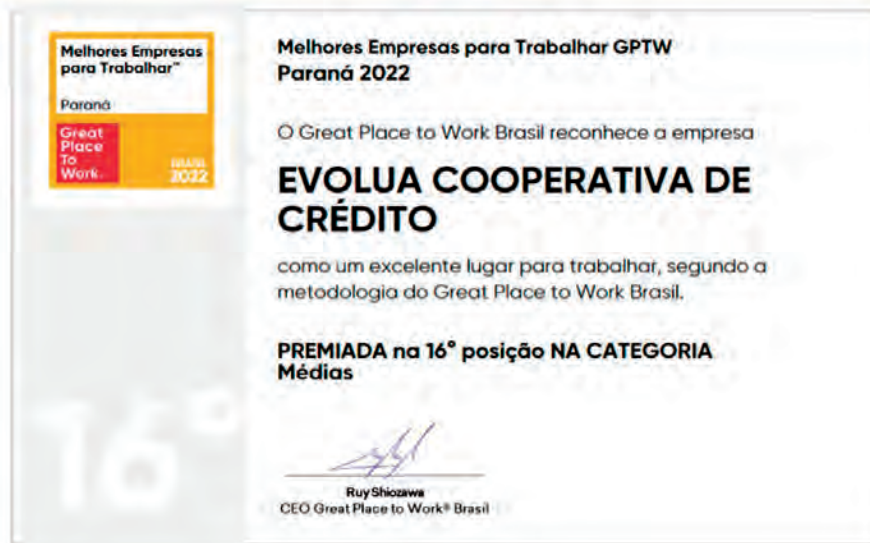 Melhores Empresas
para Trabalhar™
Paraná
Great
Place
To
Work.
BRASIL
2022
Melhores Empresas para Trabalhar GPTW
Paraná 2022
O Great Place to Work Brasil reconhece a empresa
EVOLUA COOPERATIVA DE
CRÉDITO
como um excelente lugar para trabalhar, segundo a
metodologia do Great Place to Work Brasil.
PREMIADA na 16° posição NA CATEGORIA
Médias
16°
Ruy Shiozawa
CEO Great Place to Work® Brasil